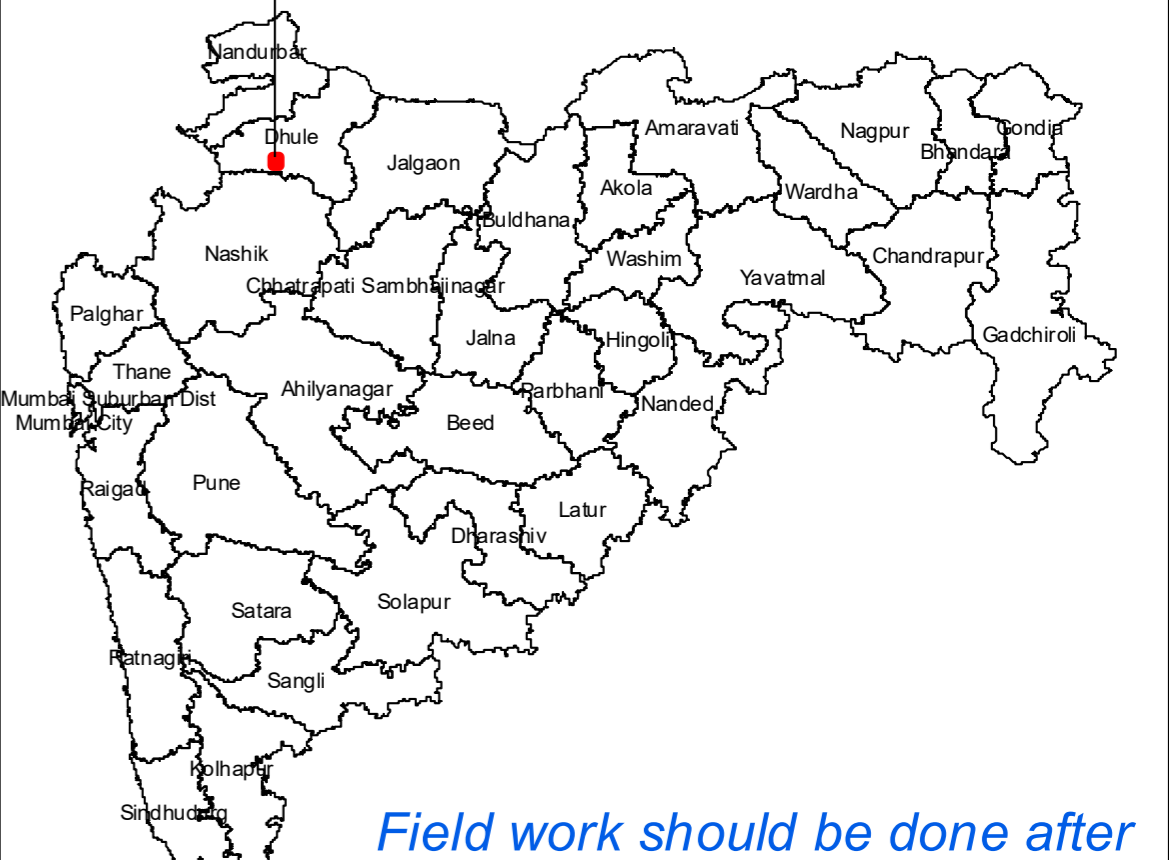 Nandurbar
Dhule
Jalgaon
Amaravati
Nagpur
Gondia
Bhandara
Akola
Wardha
Buldhana
Nashik
Washim
Chandrapur
Chhatrapati Sambhajinagar
Yavatmal
Palghar
Jalna
Hingoli
Gadchiroli
Thane
Ahilyanagar
Parbhani
Mumbai Suburban Dist
Nanded
Mumbai City
Beed
Raigad
Pune
Latur
Dharashiv
Satara
Solapur
Ratnagiri
Sangli
Kolhapur
Sindhudurg
Field work should be done after